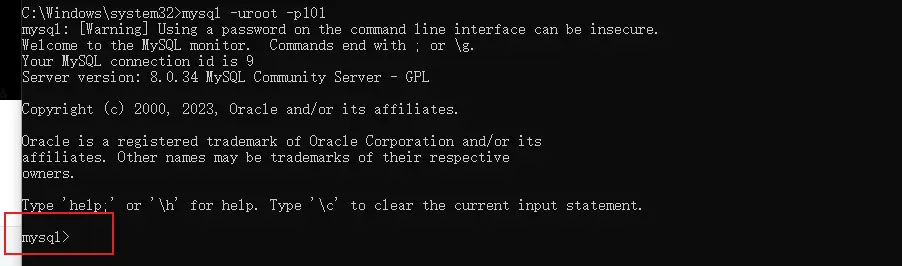 C:\Windows\system32>mysql -uroot -p101
mysql: [Warning] Using a password on the command line interface can be insecure.
Welcome to the MySQL monitor.  Commands end with ; or \g.
Your MySQL connection id is 9
Server version: 8.0.34 MySQL Community Server - GPL
Copyright (c) 2000, 2023, Oracle and/or its affiliates.
Oracle is a registered trademark of Oracle Corporation and/or its
affiliates. Other names may be trademarks of their respective
owners.
Type 'help;' or '\h' for help. Type '\c' to clear the current input statement.
mysql>